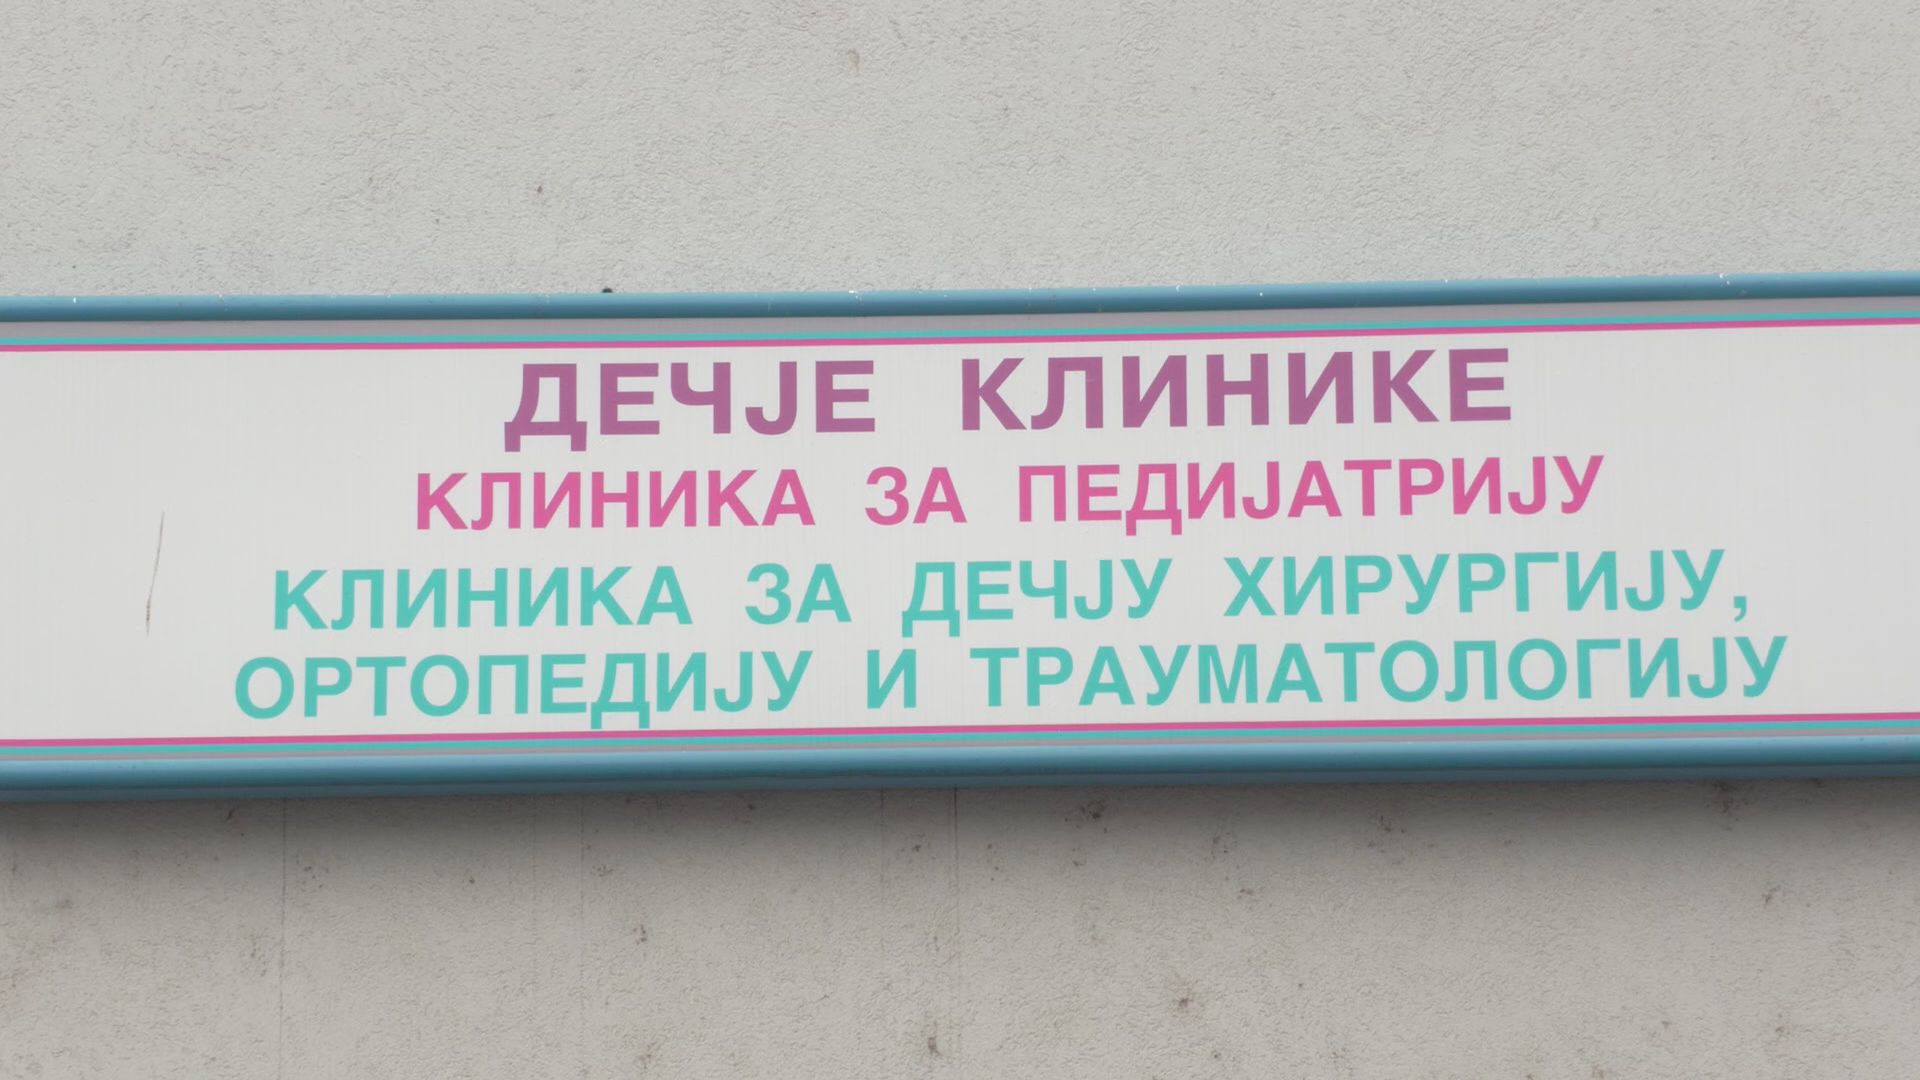 ДЕЧЈЕ КЛИНИКЕ
КЛИНИКА ЗА ПЕДИЈАТРИЈУ
КЛИНИКА ЗА ДЕЧЈУ ХИРУРГИЈУ,
ОРТОПЕДИЈУ И ТРАУМАТОЛОГИЈУ